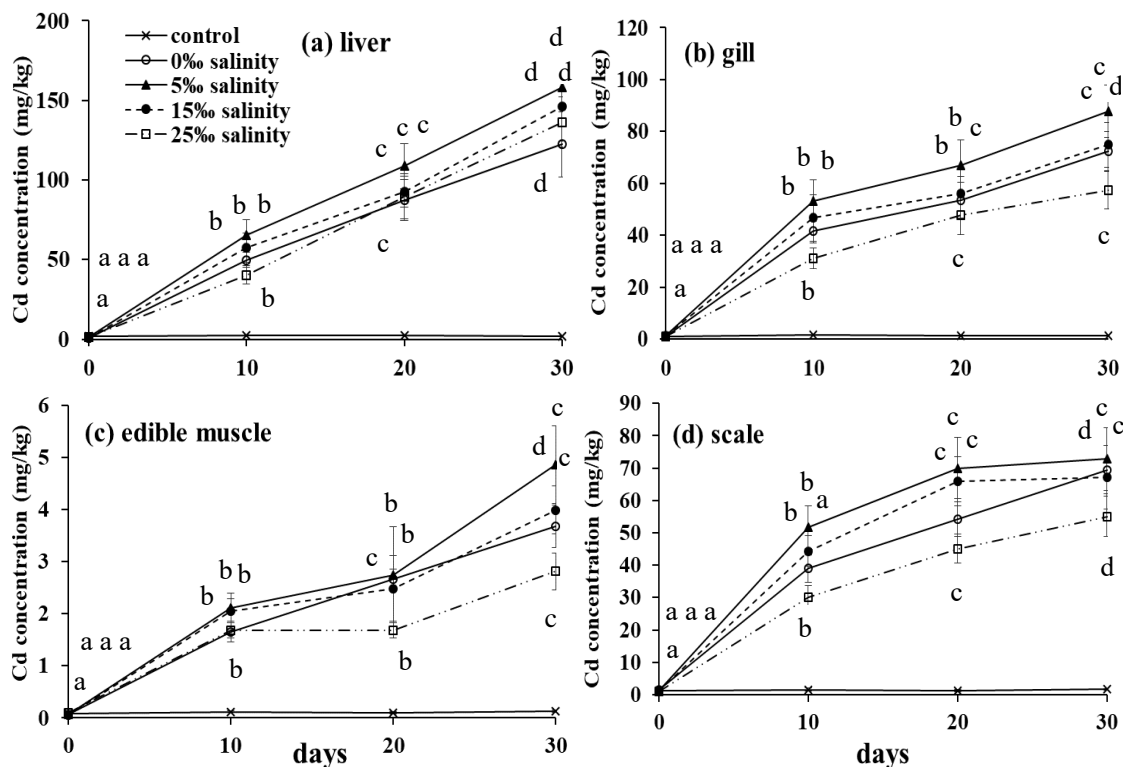 (a) liver
control
0‰ salinity
5‰ salinity
15‰ salinity
25‰ salinity
Cd concentration (mg/kg)
200
150
100
50
0
0 10 20 30
a a a
a
b b b
b
c c c
c
d
d d
d
(b) gill
Cd concentration (mg/kg)
120
100
80
60
40
20
0
0 10 20 30
a a a
a
b b
b
b
b c
c
c
c d
c
(c) edible muscle
Cd concentration (mg/kg)
6
5
4
3
2
1
0
0 10 20 30
days
a a a
a
b b
b
b
b
b
c
b
c
d
c
c
(d) scale
Cd concentration (mg/kg)
90
80
70
60
50
40
30
20
10
0
0 10 20 30
days
a a a
a
b
a
b
b
c
c c
c
c
d c
d